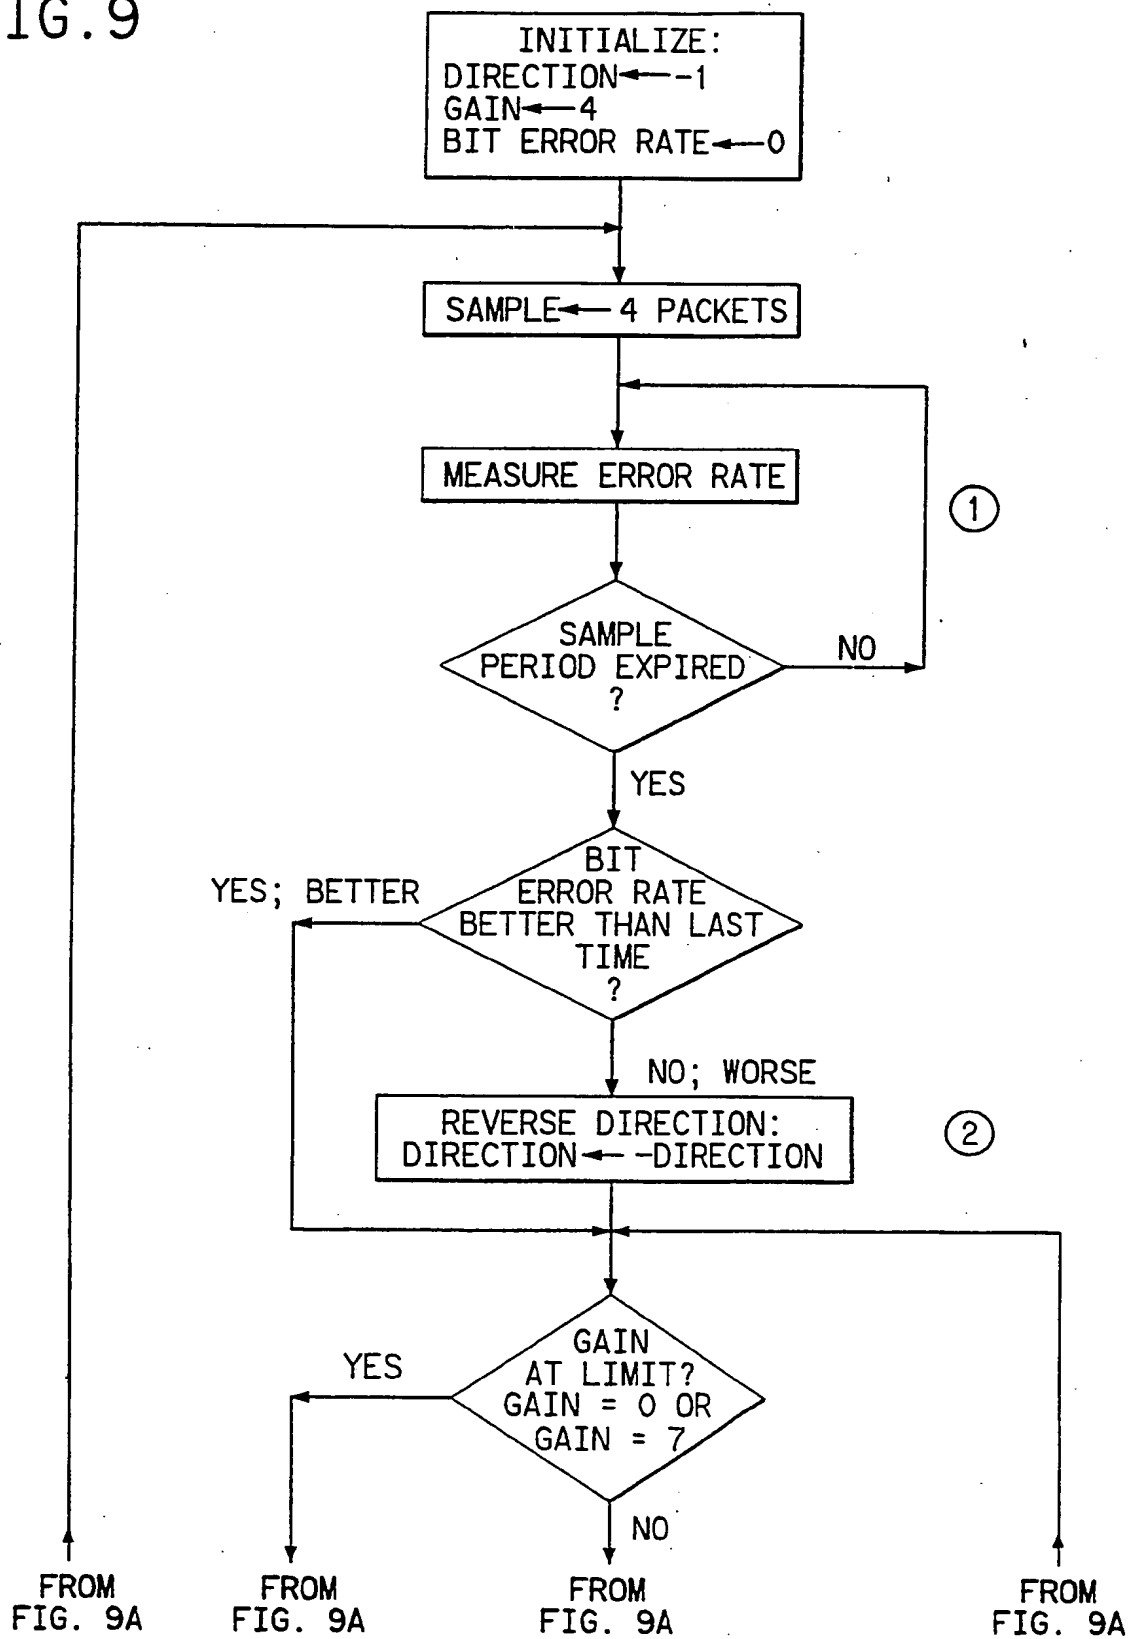 IG.9
INITIALIZE:
DIRECTION←-1
GAIN←4
BIT ERROR RATE←0
SAMPLE← 4 PACKETS
MEASURE ERROR RATE
1
SAMPLE
PERIOD EXPIRED
?
NO
YES
BIT
ERROR RATE
BETTER THAN LAST
TIME
?
YES; BETTER
NO; WORSE
REVERSE DIRECTION:
DIRECTION← -DIRECTION
2
GAIN
AT LIMIT?
GAIN = 0 OR
GAIN = 7
YES
NO
FROM
FIG. 9A
FROM
FIG. 9A
FROM
FIG. 9A
FROM
FIG. 9A